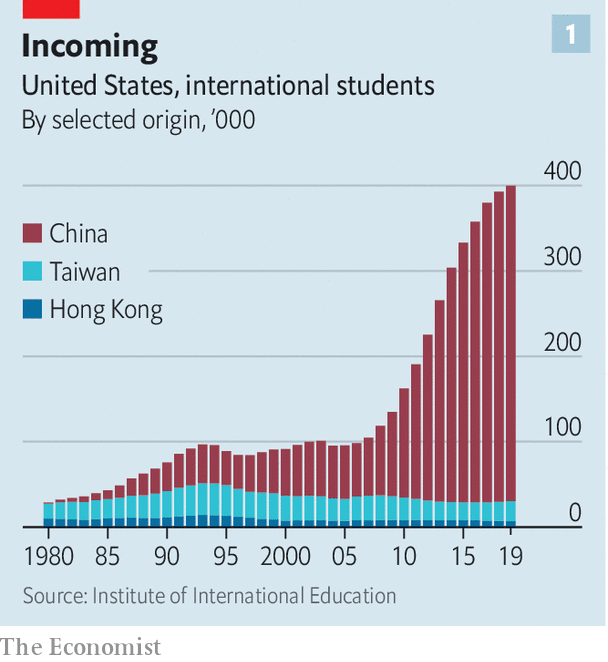 1
Incoming
United States, international students
By selected origin, ’000
400
China
300
Taiwan
Hong Kong
200
100
0
1980 85 90 95 2000 05 10 15 19
Source: Institute of International Education
The Economist